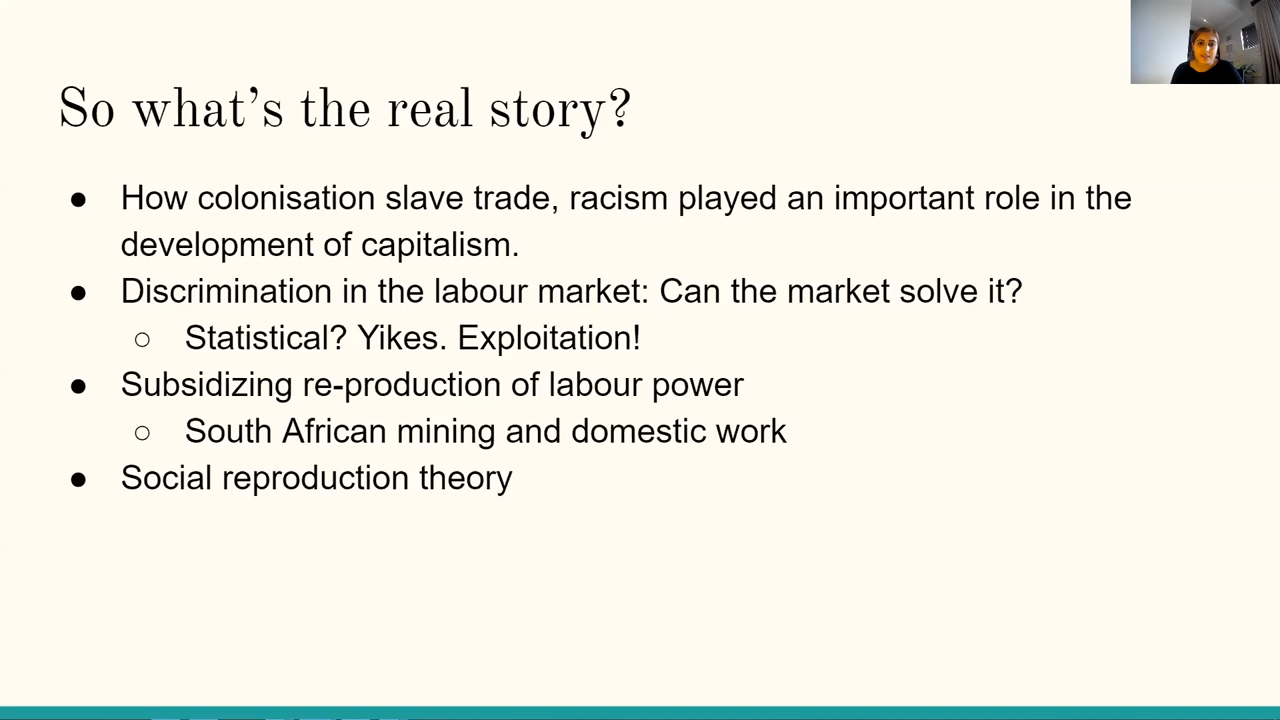 So what's the real story?
● How colonisation slave trade, racism played an important role in the
development of capitalism.
● Discrimination in the labour market: Can the market solve it?
○ Statistical? Yikes. Exploitation!
● Subsidizing re-production of labour power
○ South African mining and domestic work
● Social reproduction theory